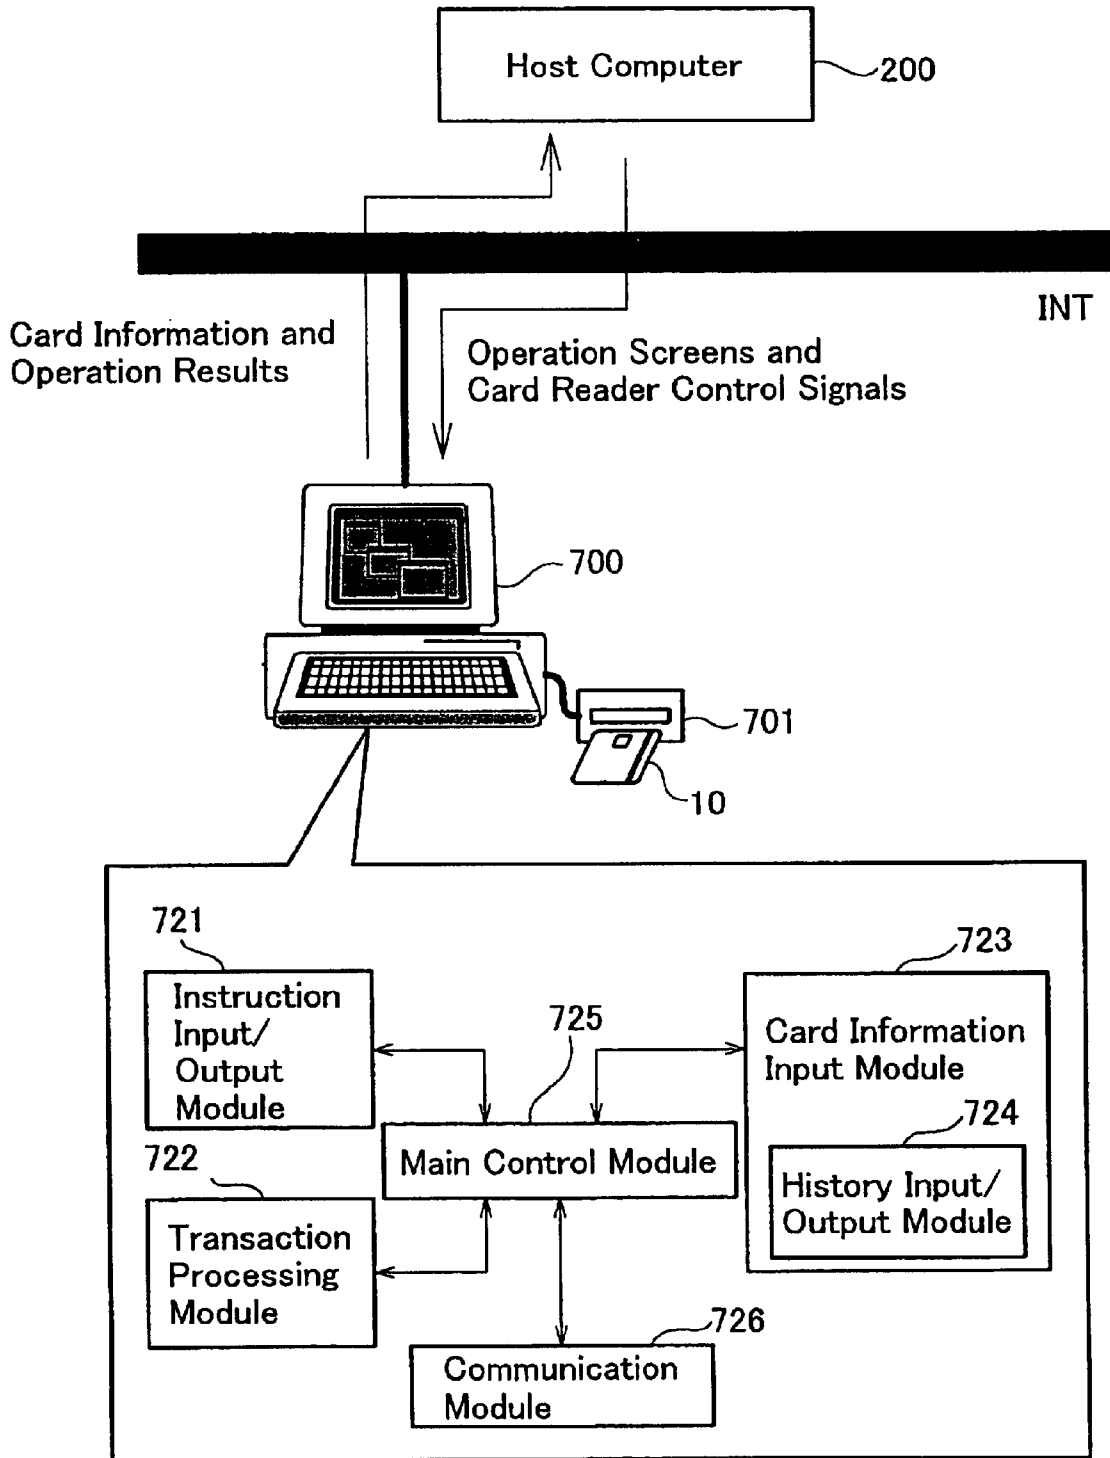 Host Computer
200
INT
Card Information and
Operation Results
Operation Screens and
Card Reader Control Signals
700
701
10
721
Instruction
Input/
Output
Module
725
Main Control Module
723
Card Information
Input Module
724
History Input/
Output Module
722
Transaction
Processing
Module
726
Communication
Module